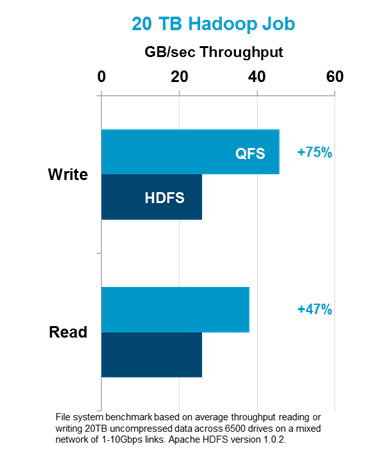 20 TB Hadoop Job
GB/sec Throughput
0 20 40 60
Write
QFS
+75%
HDFS
+47%
Read
File system benchmark based on average throughput reading or
writing 20TB uncompressed data across 6500 drives on a mixed
network of 1-10Gbps links. Apache HDFS version 1.0.2.